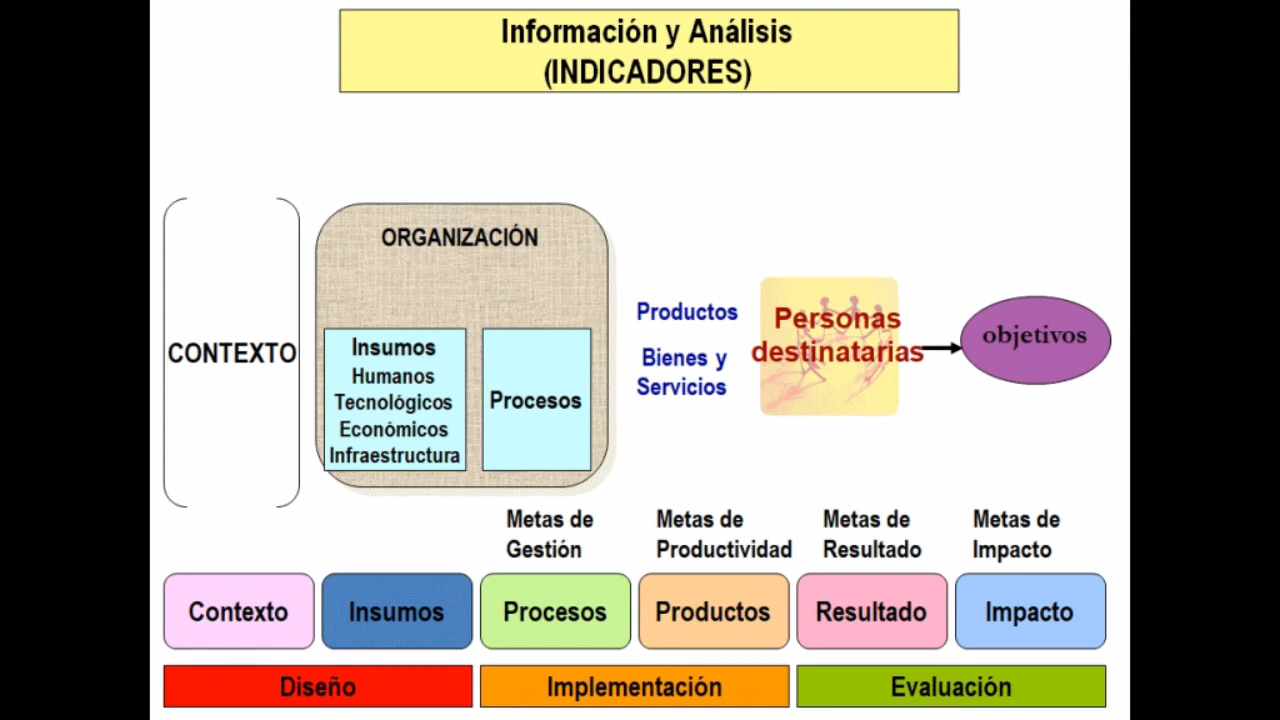 Información y Análisis
(INDICADORES)
CONTEXTO
ORGANIZACIÓN
Insumos
Humanos
Tecnológicos
Económicos
Infraestructura
Procesos
Productos
Bienes y
Servicios
Personas
destinatarias
objetivos
Metas de
Gestión
Metas de
Productividad
Metas de
Resultado
Metas de
Impacto
Contexto
Insumos
Procesos
Productos
Resultado
Impacto
Diseño
Implementación
Evaluación